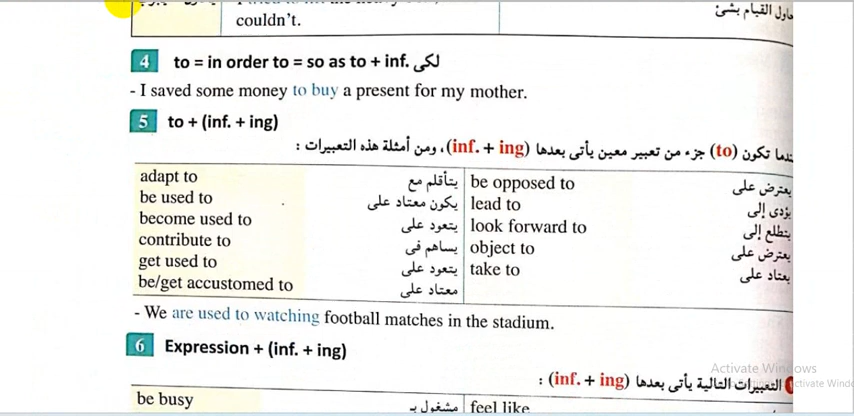 couldn't.
حاول القيام بشئ
4 to = in order to = so as to + inf. لكى
- I saved some money to buy a present for my mother.
5 to + (inf. + ing)
ندما تكون (to) جزء من تعبير معين يأتى بعدها (inf. + ing)، ومن أمثلة هذه التعبيرات :
adapt to يتأقلم مع be opposed to يعترض على
be used to يكون معتاد على lead to يؤدى إلى
become used to يتعود على look forward to يتطلع إلى
contribute to يساهم فى object to يعترض على
get used to يتعود على take to يعتاد على
be/get accustomed to معتاد على
- We are used to watching football matches in the stadium.
6 Expression + (inf. + ing)
Activate Windows
التعبيرات التالية يأتى بعدها (inf. + ing) :
be busy مشغول بـ feel like